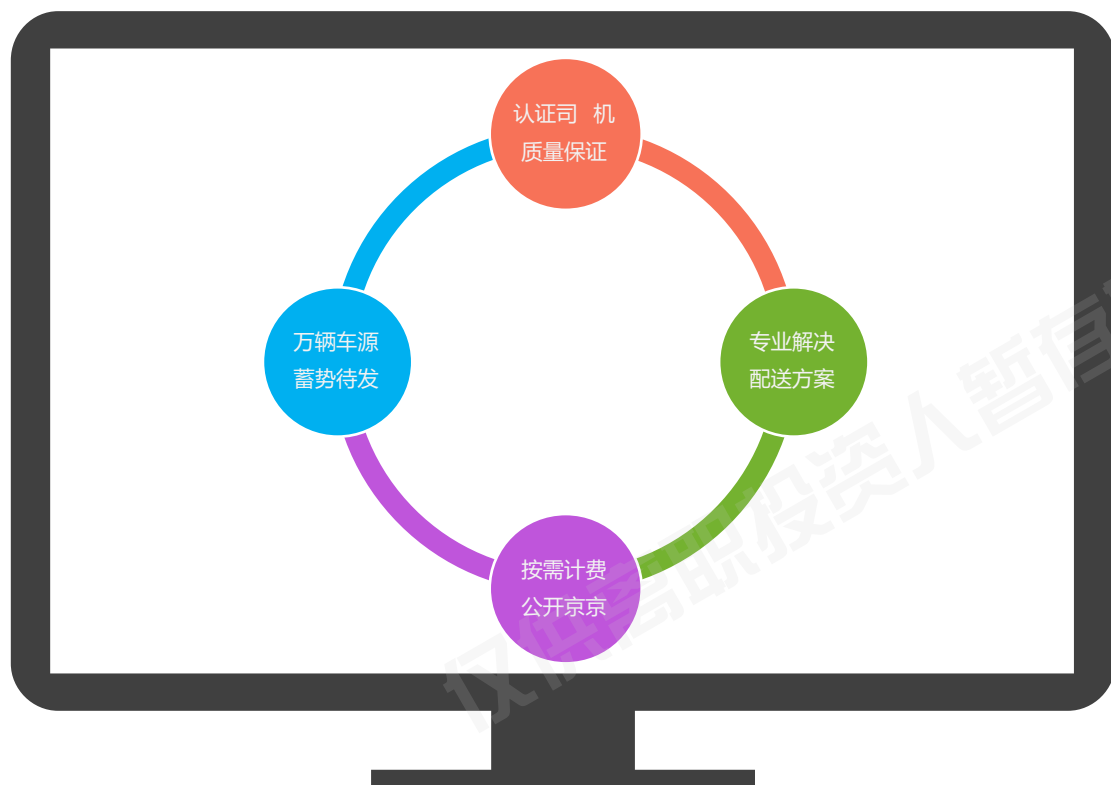 认证司 机
质量保证
万辆车源
蓄势待发
专业解决
配送方案
按需计费
公开京京